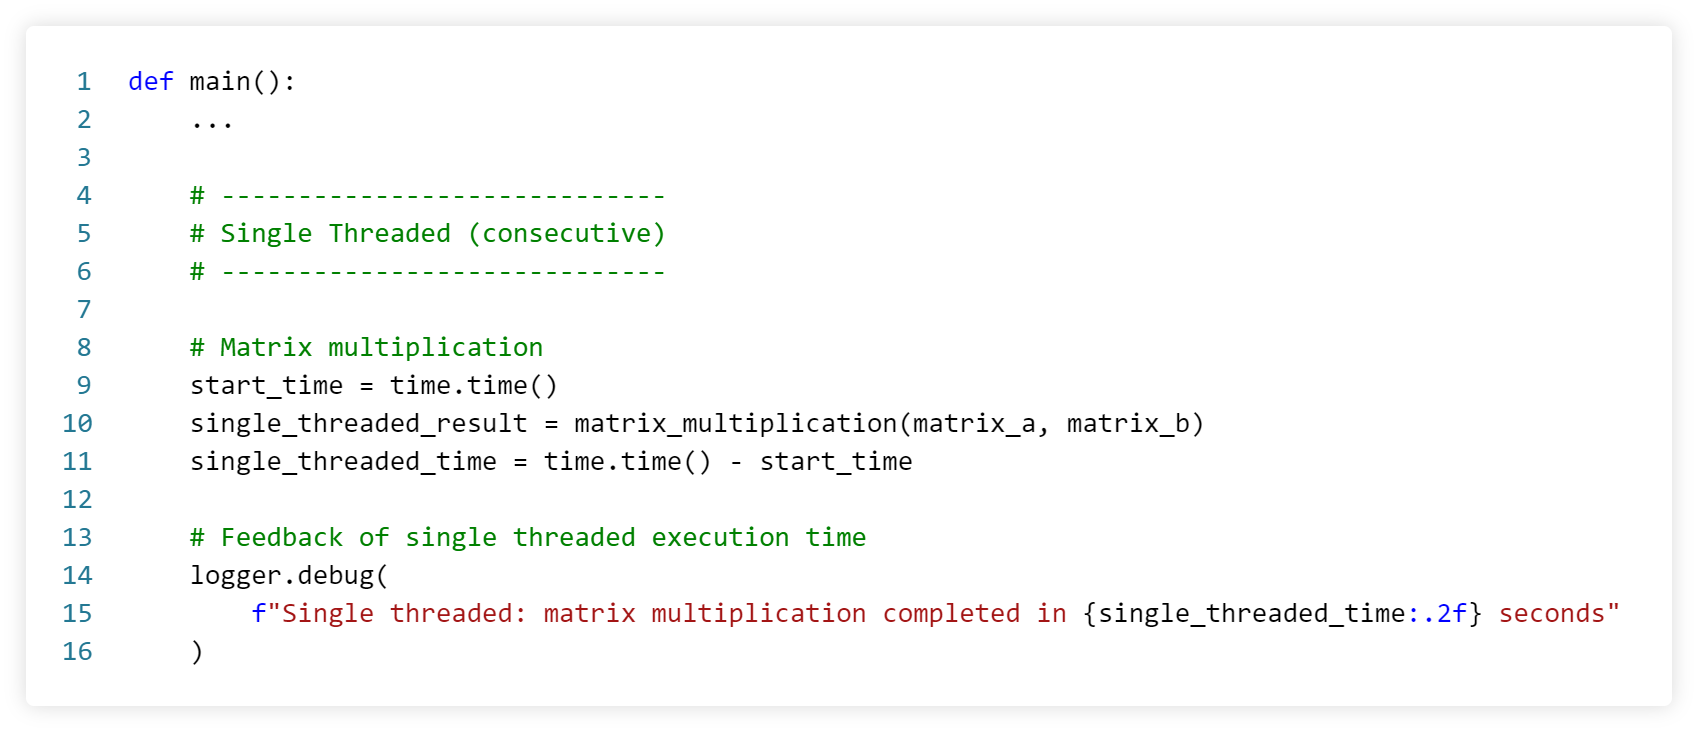 1 def main():
2     ...
3
4     # -----------------------------
5     # Single Threaded (consecutive)
6     # -----------------------------
7
8     # Matrix multiplication
9     start_time = time.time()
10     single_threaded_result = matrix_multiplication(matrix_a, matrix_b)
11     single_threaded_time = time.time() - start_time
12
13     # Feedback of single threaded execution time
14     logger.debug(
15         f"Single threaded: matrix multiplication completed in {single_threaded_time:.2f} seconds"
16     )